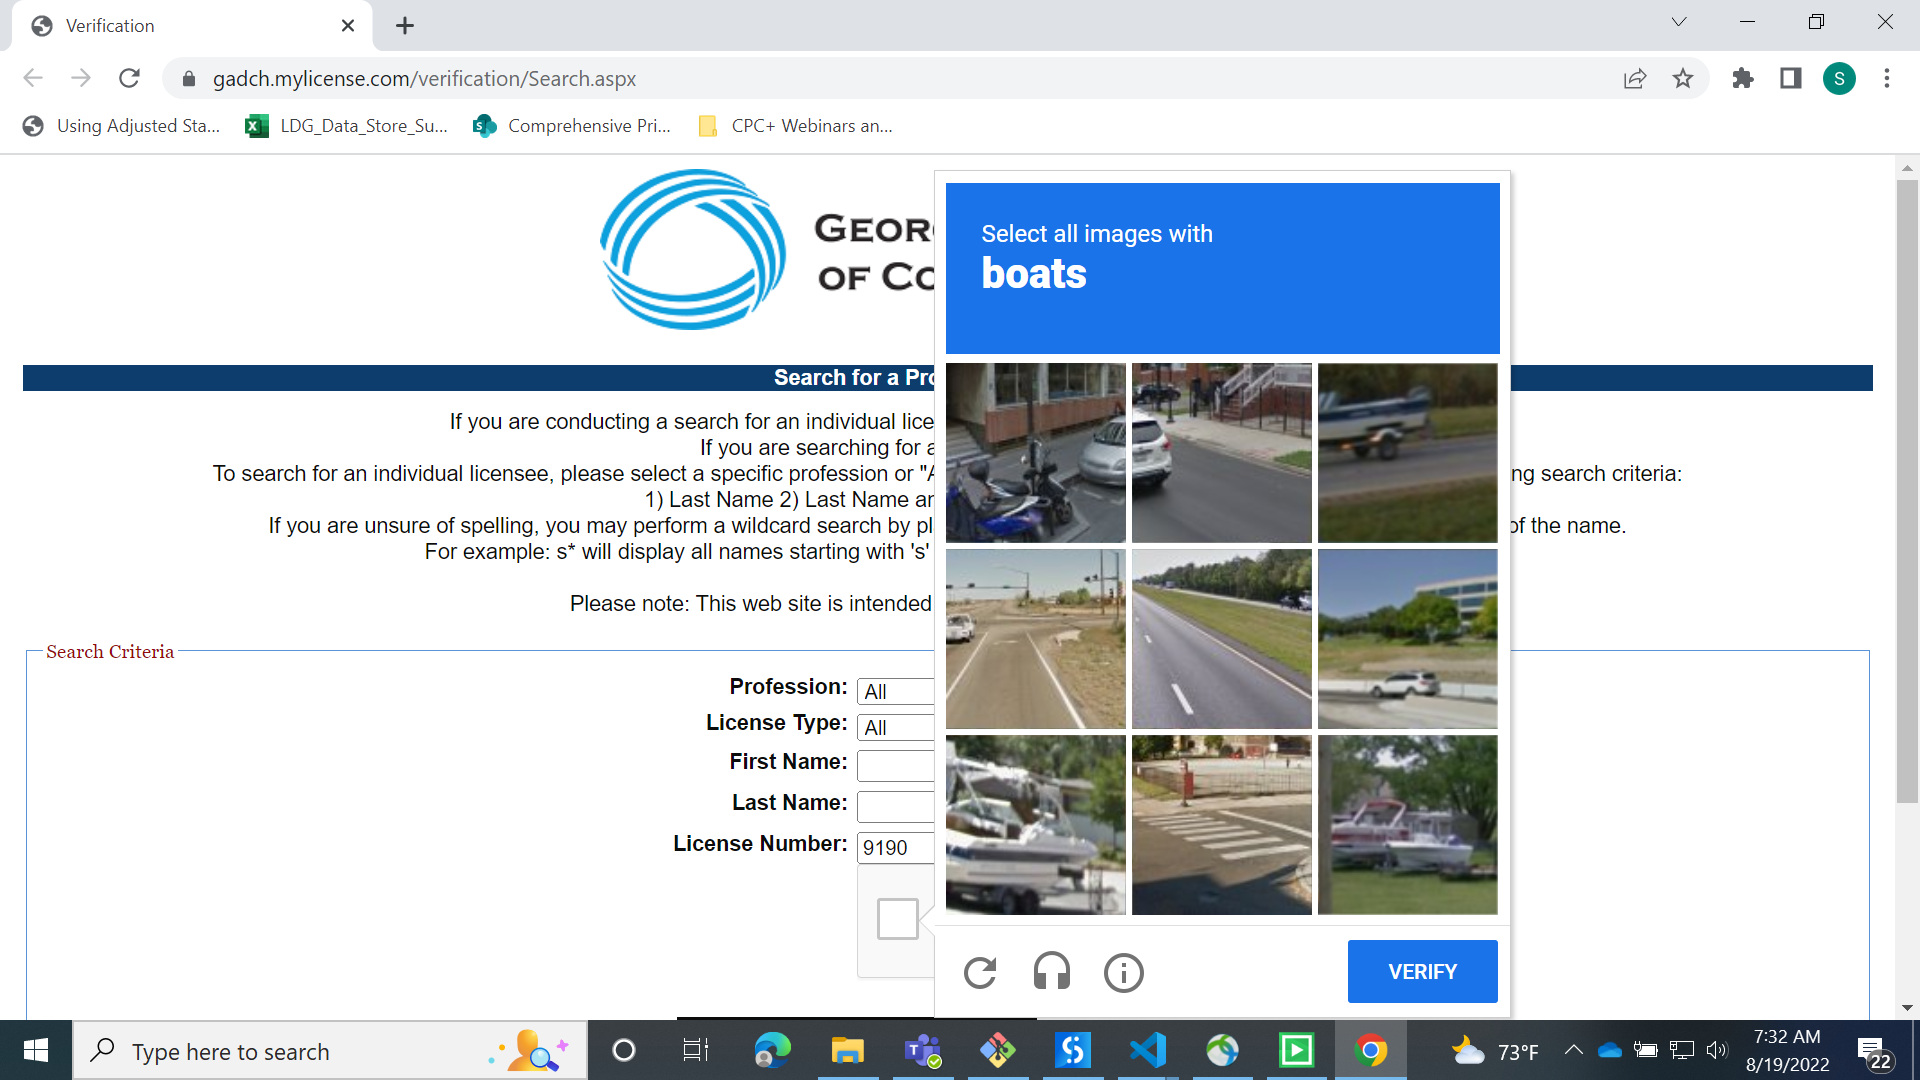 Verification
gadch.mylicense.com/verification/Search.aspx
S
Using Adjusted Sta...
LDG_Data_Store_Su...
Comprehensive Pri...
CPC+ Webinars an...
GEOR
OF CO
Search for a Pro
If you are conducting a search for an individual lice
If you are searching for a
To search for an individual licensee, please select a specific profession or "A
ng search criteria:
1) Last Name 2) Last Name an
If you are unsure of spelling, you may perform a wildcard search by pl
of the name.
For example: s* will display all names starting with 's'
Please note: This web site is intended
Search Criteria
Profession: All
License Type: All
First Name:
Last Name:
License Number: 9190
Select all images with
boats
VERIFY
Type here to search
73°F
7:32 AM
8/19/2022
22